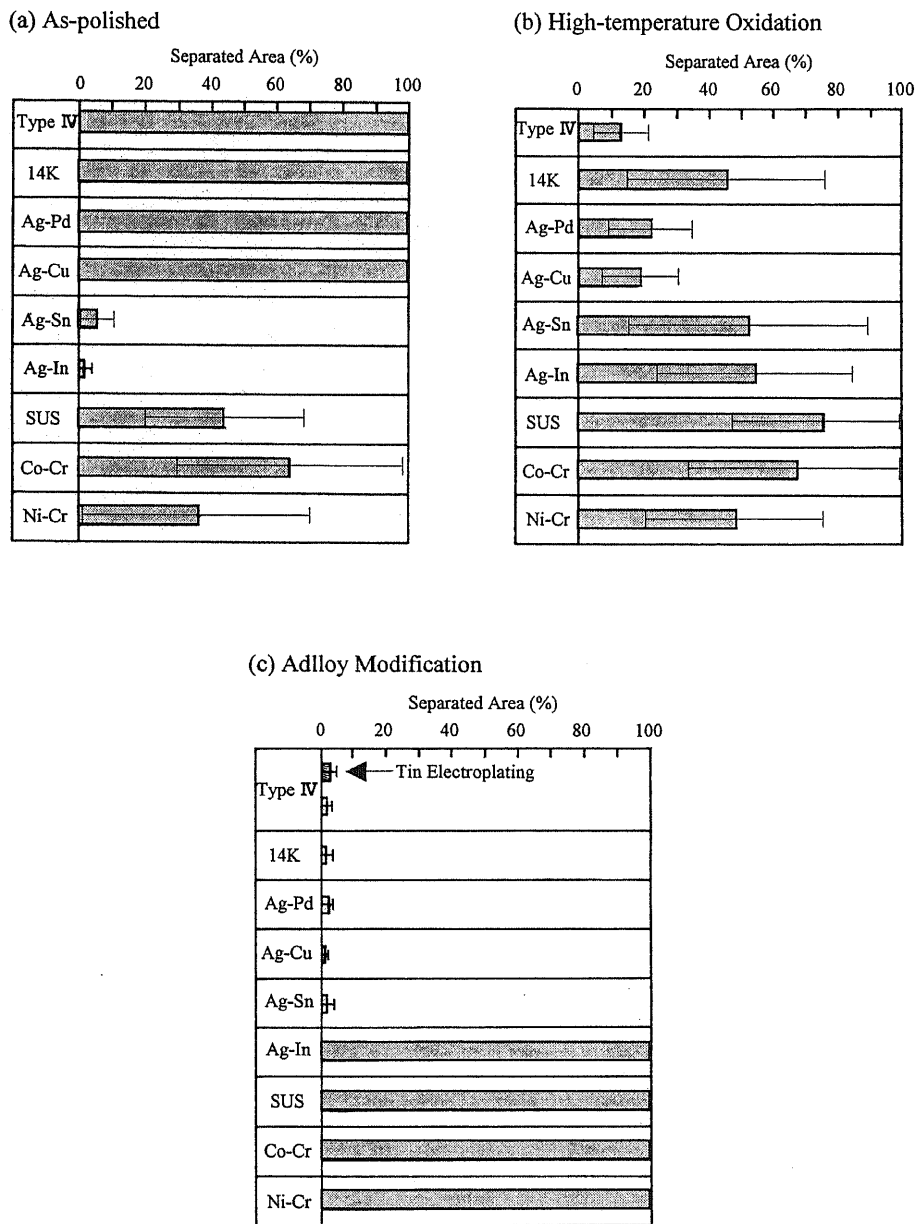 (a) As-polished
Separated Area (%)
0 20 40 60 80 100
Type Ⅳ
14K
Ag-Pd
Ag-Cu
Ag-Sn
Ag-In
SUS
Co-Cr
Ni-Cr
(b) High-temperature Oxidation
Separated Area (%)
0 20 40 60 80 100
Type Ⅳ
14K
Ag-Pd
Ag-Cu
Ag-Sn
Ag-In
SUS
Co-Cr
Ni-Cr
(c) Adlloy Modification
Separated Area (%)
0 20 40 60 80 100
Tin Electroplating
Type Ⅳ
14K
Ag-Pd
Ag-Cu
Ag-Sn
Ag-In
SUS
Co-Cr
Ni-Cr